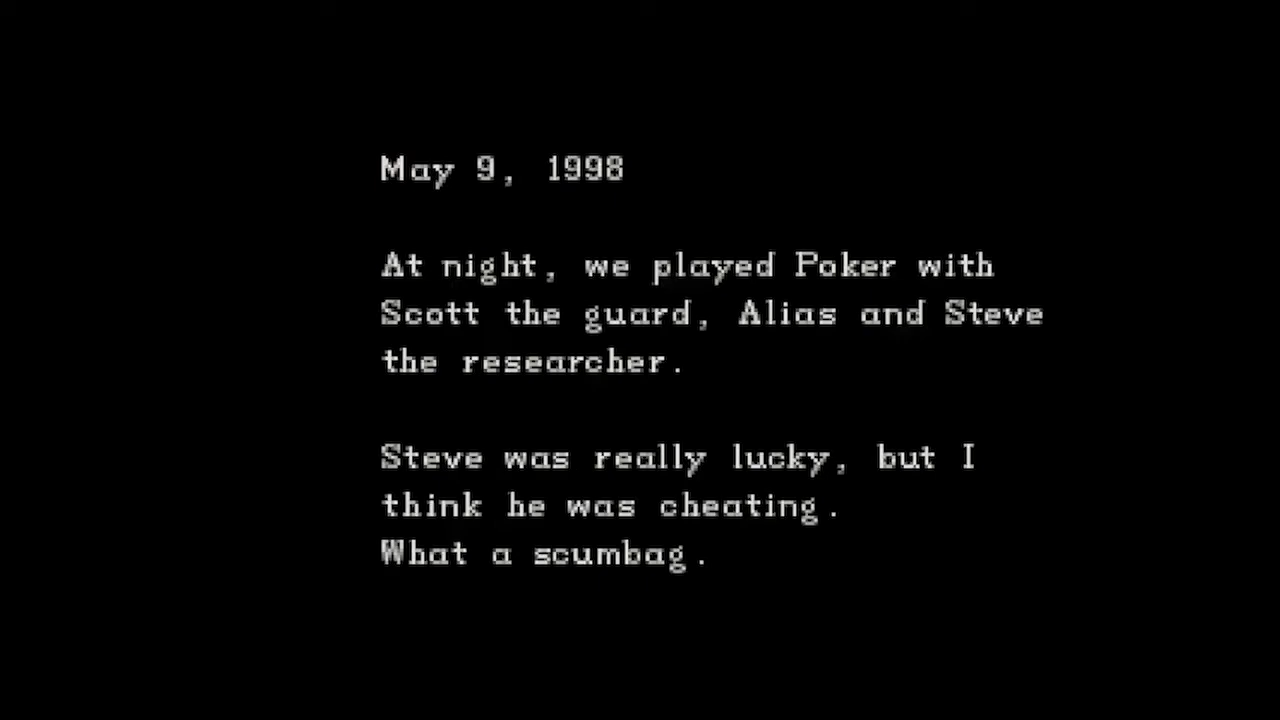 May 9, 1998
At night, we played Poker with
Scott the guard, Alias and Steve
the researcher.
Steve was really lucky, but I
think he was cheating.
What a scumbag.